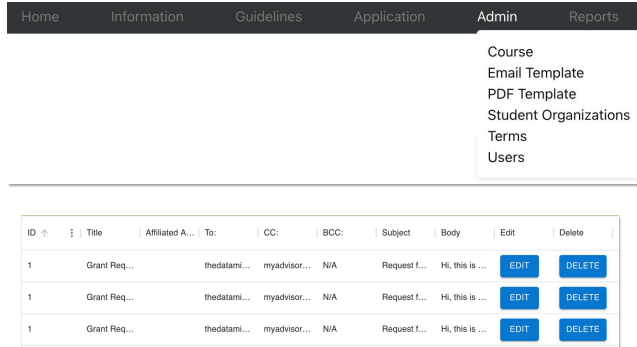 Home Information Guidelines Application Admin Reports
Course
Email Template
PDF Template
Student Organizations
Terms
Users
ID ↑ ⋮ Title Affiliated A... To: CC: BCC: Subject Body Edit Delete
1 Grant Req... thedatami... myadvisor... N/A Request f... Hi, this is ... EDIT DELETE
1 Grant Req... thedatami... myadvisor... N/A Request f... Hi, this is ... EDIT DELETE
1 Grant Req... thedatami... myadvisor... N/A Request f... Hi, this is ... EDIT DELETE